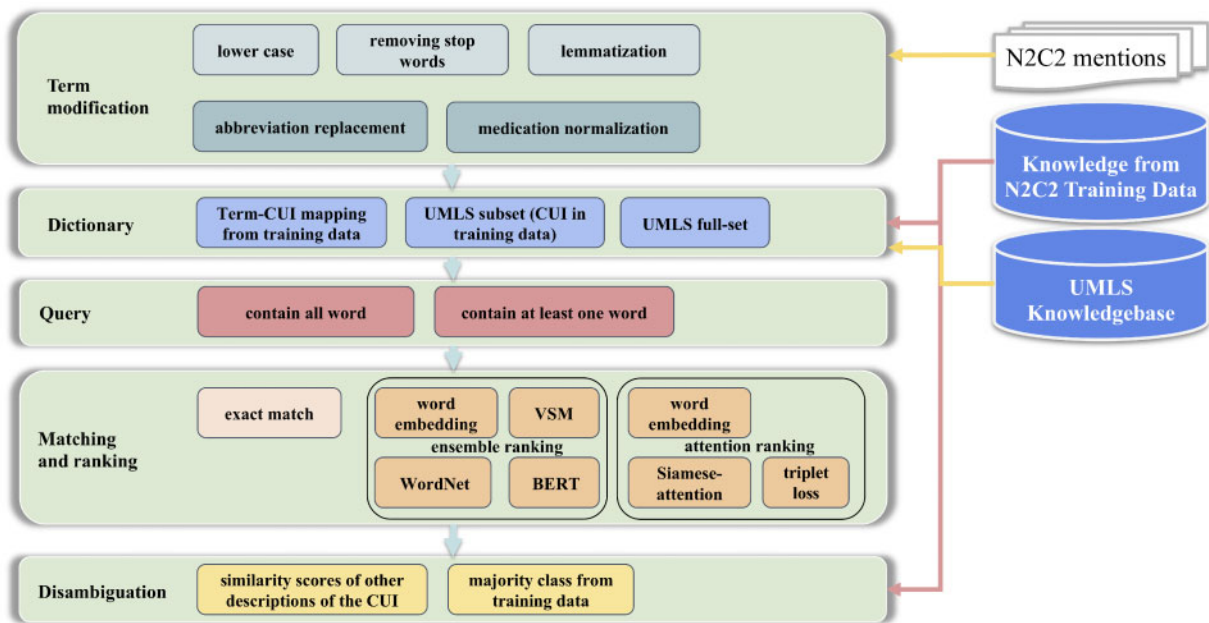 lower case
removing stop
words
lemmatization
N2C2 mentions
Term
modification
abbreviation replacement
medication normalization
Knowledge from
N2C2 Training Data
Dictionary
Term-CUI mapping
from training data
UMLS subset (CUI in
training data)
UMLS full-set
UMLS
Knowledgebase
Query
contain all word
contain at least one word
Matching
and ranking
exact match
word
embedding
VSM
ensemble ranking
WordNet
BERT
word
embedding
attention ranking
Siamese-
attention
triplet
loss
Disambiguation
similarity scores of other
descriptions of the CUI
majority class from
training data